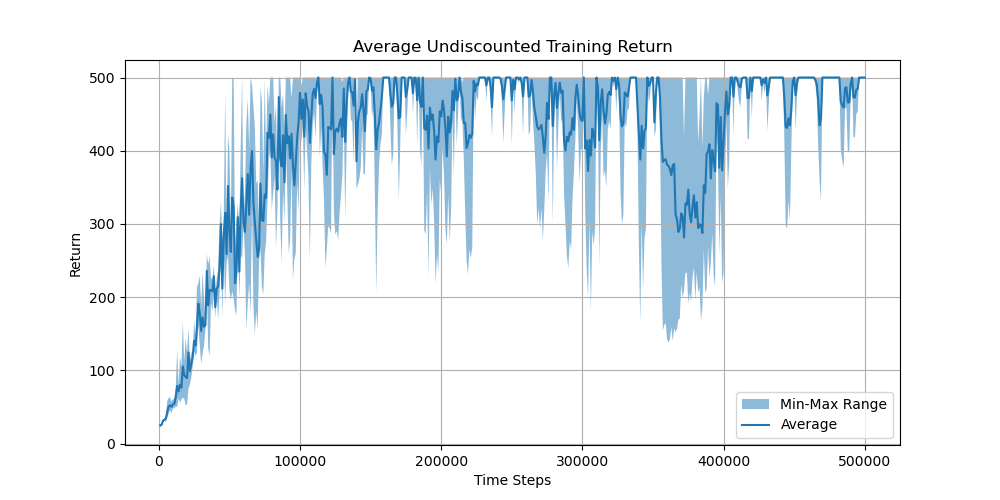 Average Undiscounted Training Return
500
400
300
200
100
0
Return
0 100000 200000 300000 400000 500000
Time Steps
Min-Max Range
Average